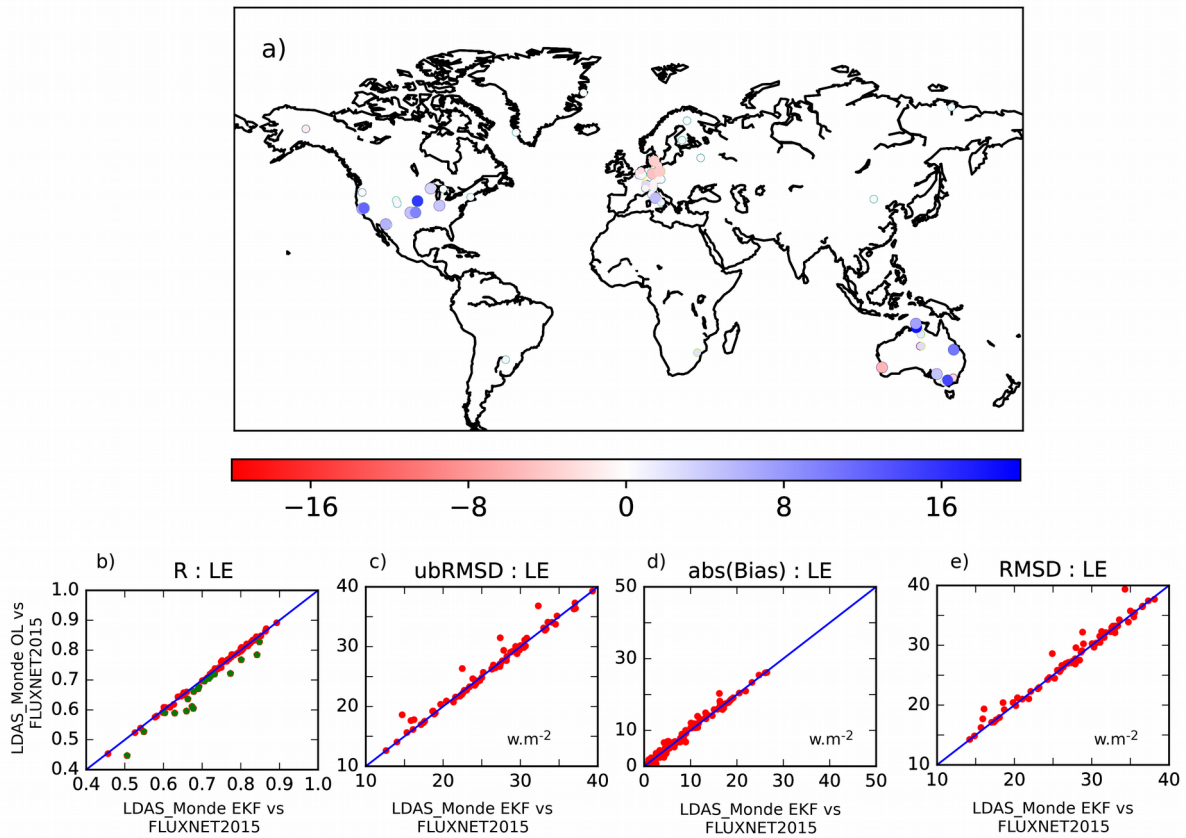 a)
−16 −8 0 8 16
b) c) d) e)
R : LE ubRMSD : LE abs(Bias) : LE RMSD : LE
LDAS_Monde OL vs
FLUXNET2015
1.0
0.9
0.8
0.7
0.6
0.5
0.4
0.4 0.5 0.6 0.7 0.8 0.9 1.0
LDAS_Monde EKF vs
FLUXNET2015
40
30
20
10
w.m-2
10 20 30 40
LDAS_Monde EKF vs
FLUXNET2015
50
30
20
10
0
w.m-2
0 10 20 30 40 50
LDAS_Monde EKF vs
FLUXNET2015
40
30
20
10
w.m-2
10 20 30 40
LDAS_Monde EKF vs
FLUXNET2015